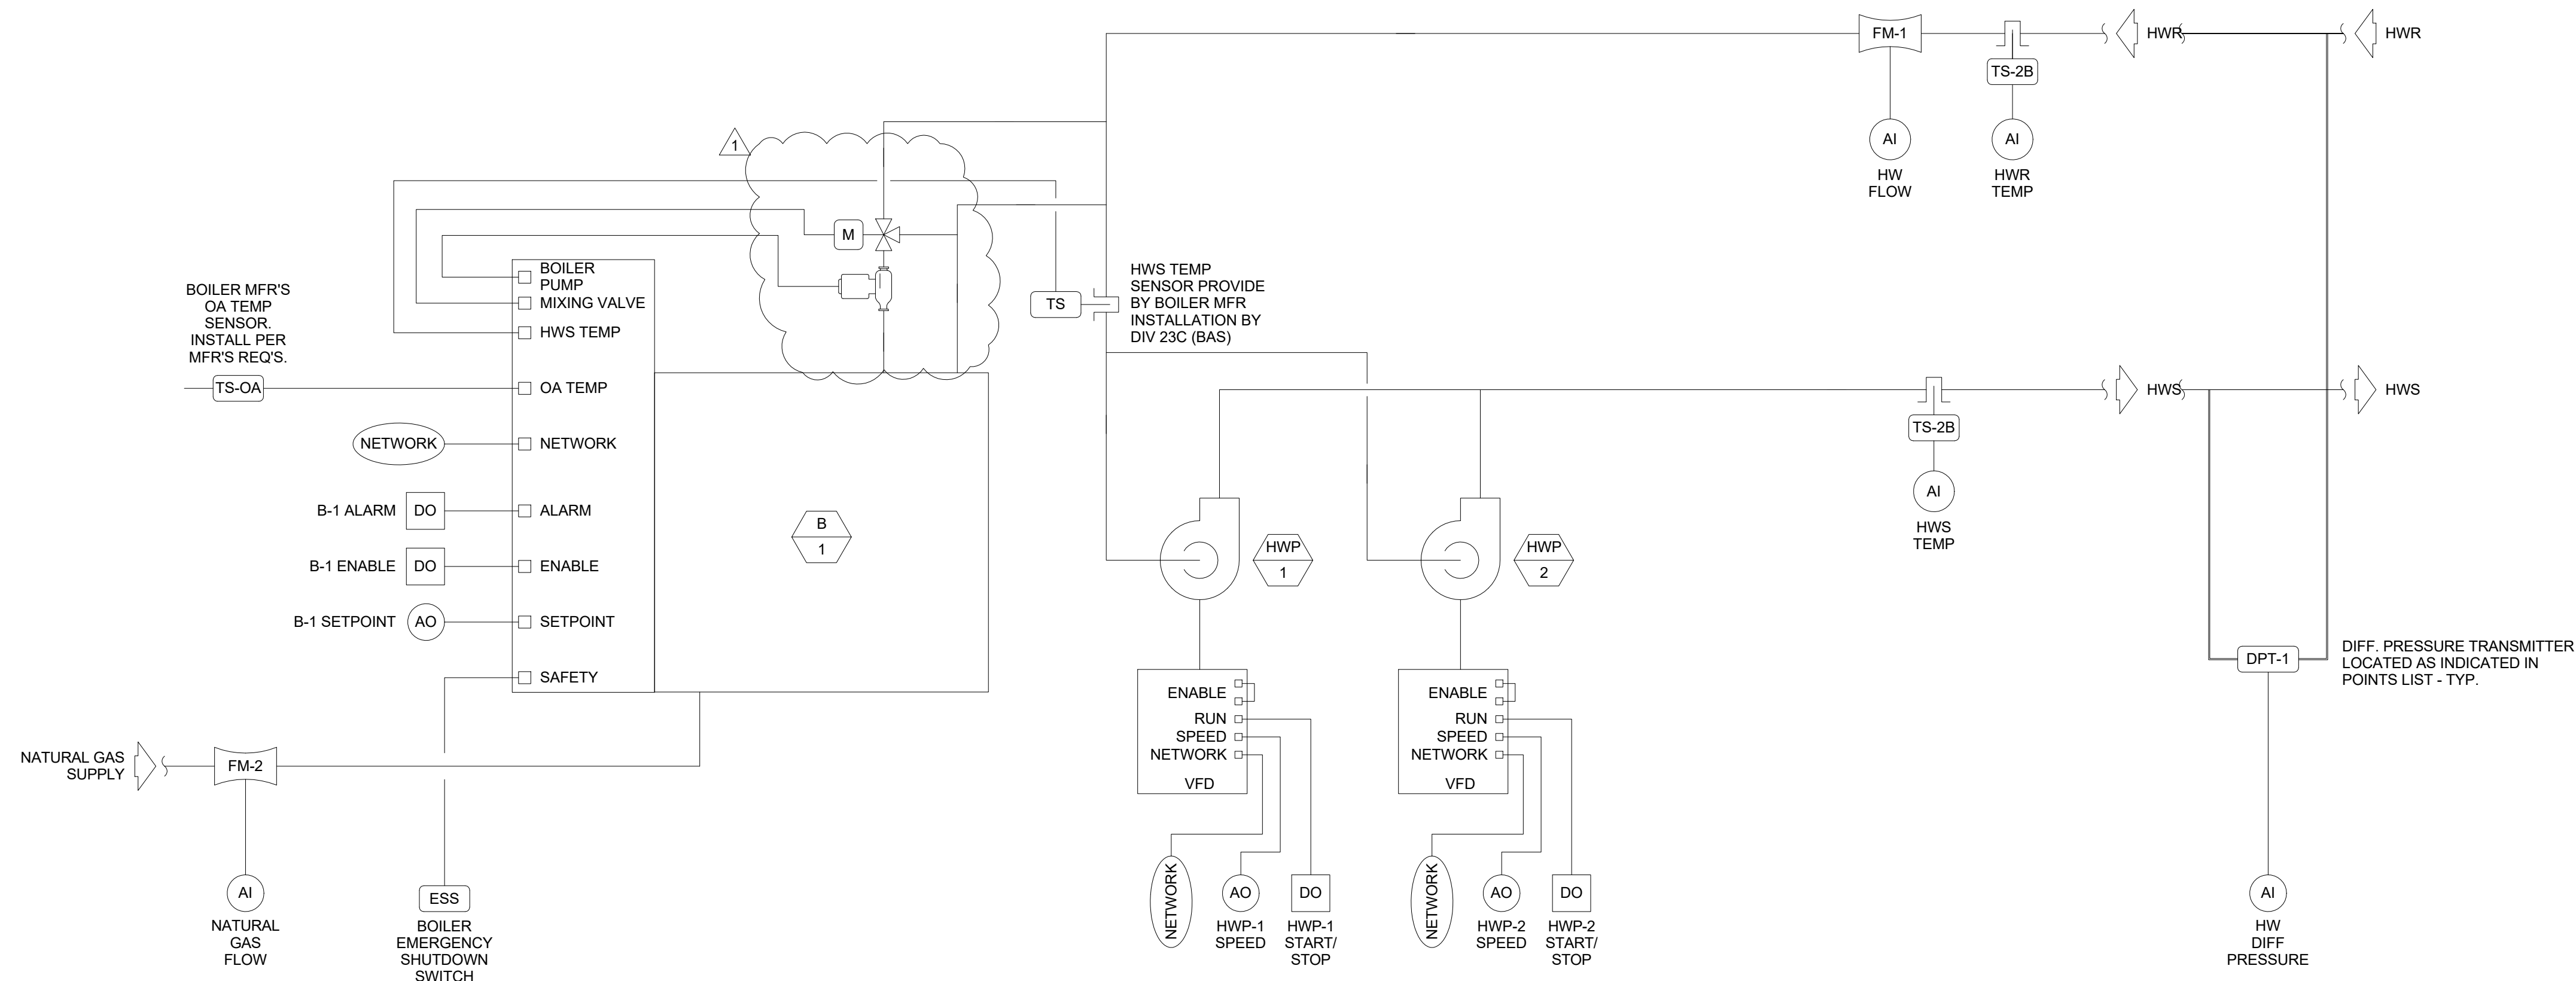 FM-1
HWR
HWR
TS-2B
AI
HW
FLOW
AI
HWR
TEMP
1
M
BOILER
PUMP
MIXING VALVE
HWS TEMP
OA TEMP
NETWORK
ALARM
ENABLE
SETPOINT
SAFETY
BOILER MFR'S
OA TEMP
SENSOR.
INSTALL PER
MFR'S REQ'S.
TS-OA
NETWORK
B-1 ALARM
DO
B-1 ENABLE
DO
B-1 SETPOINT
AO
B
1
TS
HWS TEMP
SENSOR PROVIDE
BY BOILER MFR
INSTALLATION BY
DIV 23C (BAS)
HWS
HWS
TS-2B
AI
HWS
TEMP
HWP
1
HWP
2
ENABLE
RUN
SPEED
NETWORK
VFD
ENABLE
RUN
SPEED
NETWORK
VFD
DPT-1
DIFF. PRESSURE TRANSMITTER
LOCATED AS INDICATED IN
POINTS LIST - TYP.
NATURAL GAS
SUPPLY
FM-2
AI
NATURAL
GAS
FLOW
ESS
BOILER
EMERGENCY
SHUTDOWN
SWITCH
NETWORK
AO
HWP-1
SPEED
DO
HWP-1
START/
STOP
NETWORK
AO
HWP-2
SPEED
DO
HWP-2
START/
STOP
AI
HW
DIFF
PRESSURE